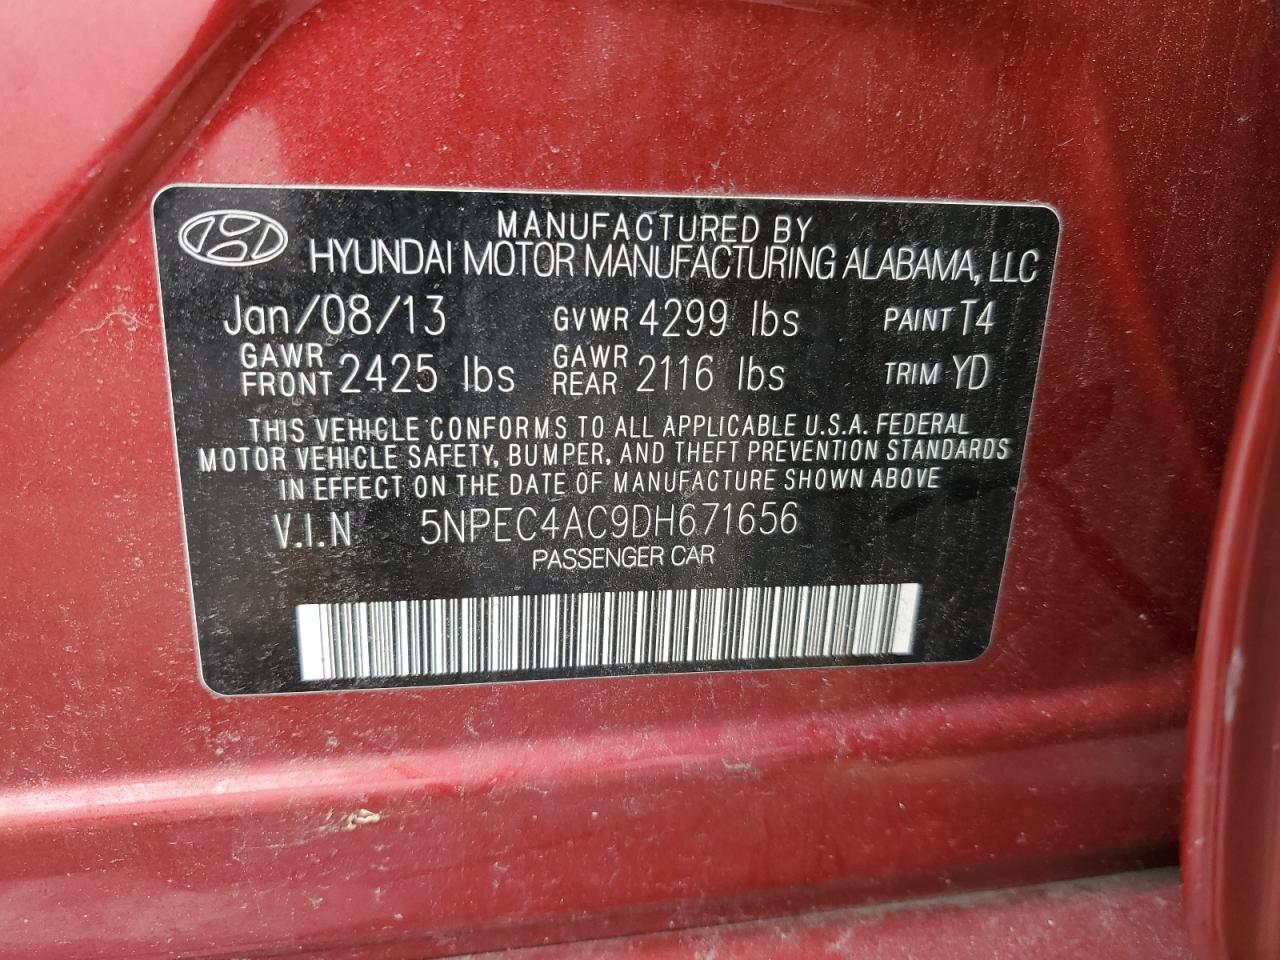 MANUFACTURED BY
HYUNDAI MOTOR MANUFACTURING ALABAMA, LLC
Jan/08/13 GVWR 4299 lbs PAINT T4
GAWR FRONT 2425 lbs GAWR REAR 2116 lbs TRIM YD
THIS VEHICLE CONFORMS TO ALL APPLICABLE U.S.A. FEDERAL
MOTOR VEHICLE SAFETY, BUMPER, AND THEFT PREVENTION STANDARDS
IN EFFECT ON THE DATE OF MANUFACTURE SHOWN ABOVE
V.I.N 5NPEC4AC9DH671656
PASSENGER CAR